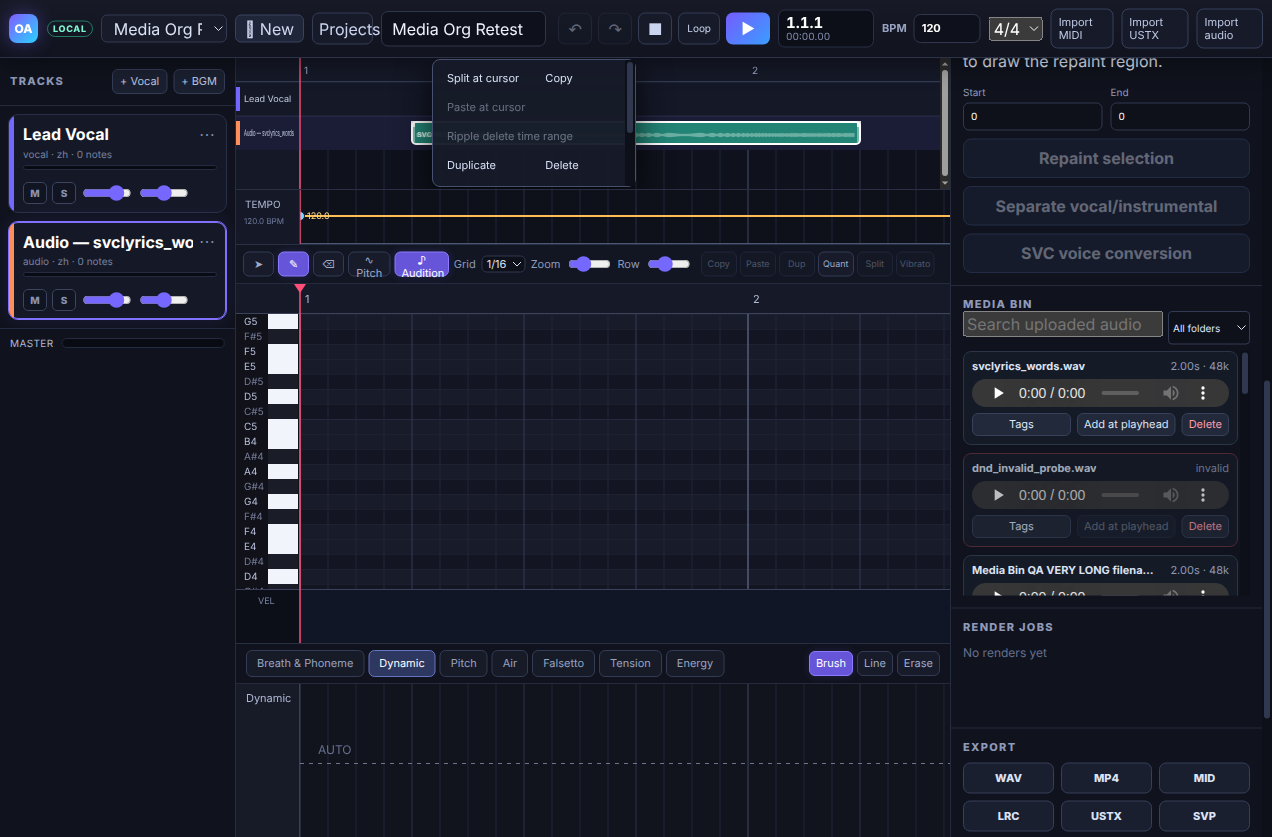 OA LOCAL Media Org R New Projects Media Org Retest Loop 1.1.1 00:00.00 BPM 120 4/4 Import MIDI Import USTX Import audio
TRACKS + Vocal + BGM
Lead Vocal ...
vocal · zh · 0 notes
M S
Audio — svclyrics_wo ...
audio · zh · 0 notes
M S
MASTER
1 2
Lead Vocal
Audio — svclyrics_words
svc
Split at cursor Copy
Paste at cursor
Ripple delete time range
Duplicate Delete
TEMPO
120.0 BPM
120.0
Pitch Audition Grid 1/16 Zoom Row Copy Paste Dup Quant Split Vibrato
1 2
G5
F#5
F5
E5
D#5
D5
C#5
C5
B4
A#4
A4
G#4
G4
F#4
F4
E4
D#4
D4
VEL
Breath & Phoneme Dynamic Pitch Air Falsetto Tension Energy Brush Line Erase
Dynamic
AUTO
to draw the repaint region.
Start End
0 0
Repaint selection
Separate vocal/instrumental
SVC voice conversion
MEDIA BIN
Search uploaded audio All folders
svclyrics_words.wav 2.00s · 48k
0:00 / 0:00
Tags Add at playhead Delete
dnd_invalid_probe.wav invalid
0:00 / 0:00
Tags Add at playhead Delete
Media Bin QA VERY LONG filena... 2.00s · 48k
0:00 / 0:00
RENDER JOBS
No renders yet
EXPORT
WAV MP4 MID
LRC USTX SVP